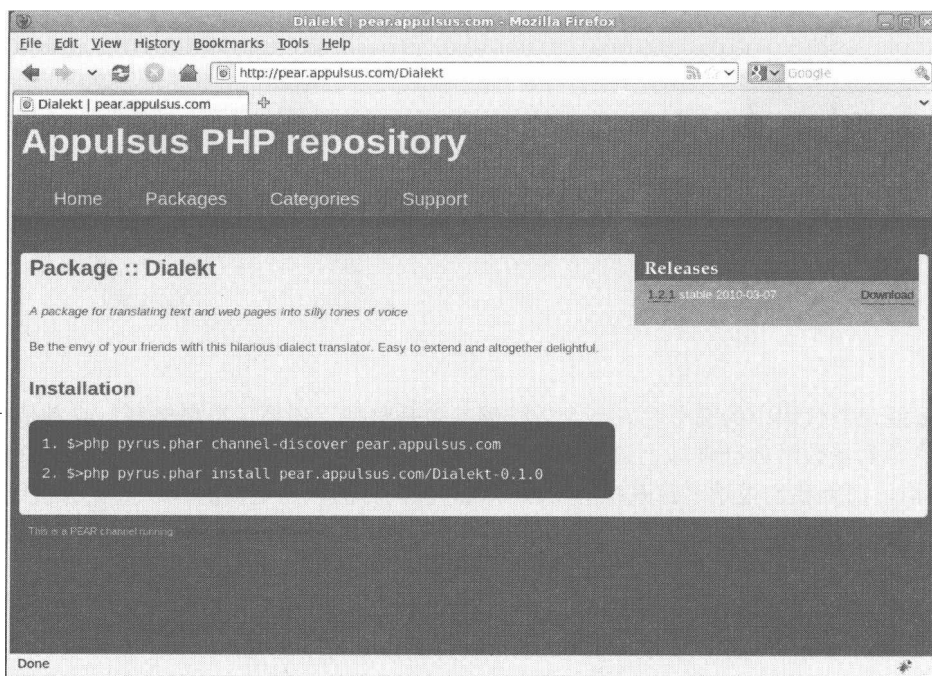 Dialekt | pear.appulsus.com - Mozilla Firefox
File Edit View History Bookmarks Tools Help
http://pear.appulsus.com/Dialekt
Google
Dialekt | pear.appulsus.com
Appulsus PHP repository
Home Packages Categories Support
Package :: Dialekt
A package for translating text and web pages into silly tones of voice
Be the envy of your friends with this hilarious dialect translator. Easy to extend and altogether delightful.
Installation
1. $>php pyrus.phar channel-discover pear.appulsus.com
2. $>php pyrus.phar install pear.appulsus.com/Dialekt-0.1.0
Releases
1.2.1 stable 2010-03-07 Download
This is a PEAR channel running
Done